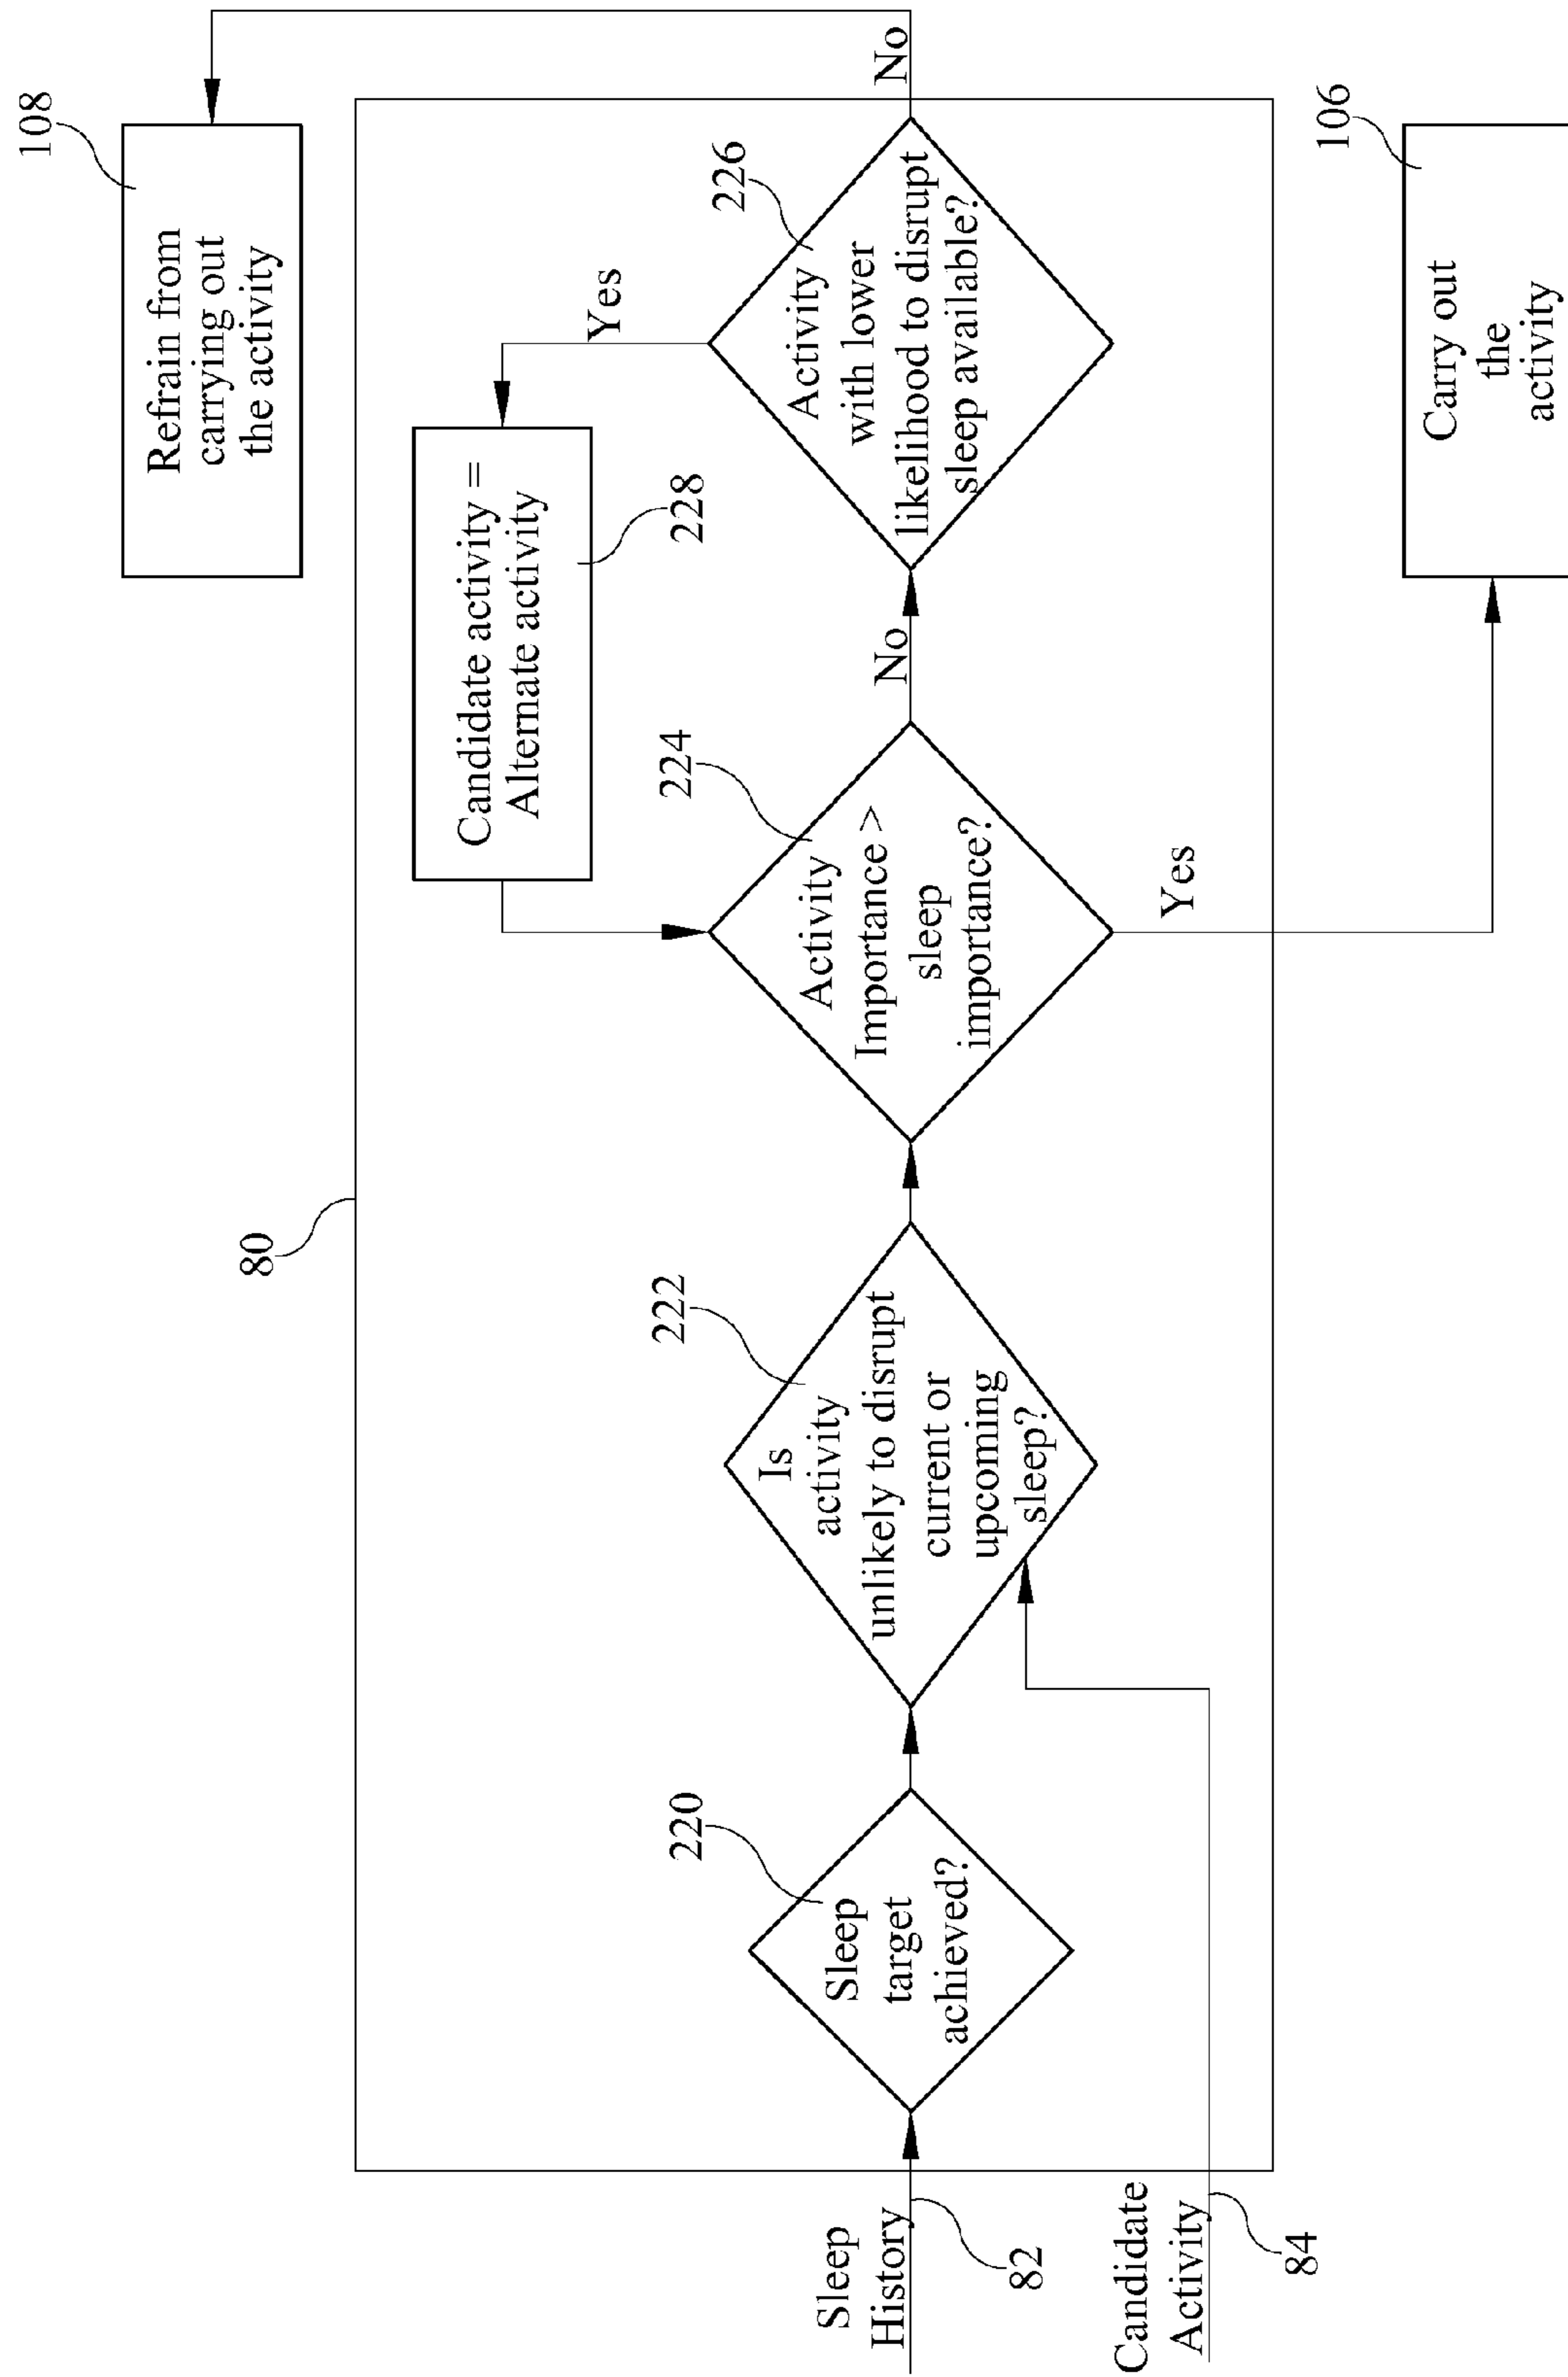 Sleep
History
82
Candidate
Activity
84
80
Sleep
target
achieved?
220
Is
activity
unlikely to disrupt
current or
upcoming
sleep?
222
Activity
Importance >
sleep
importance?
224
Yes
No
Candidate activity =
Alternate activity
228
Yes
Activity
with lower
likelihood to disrupt
sleep available?
226
No
Refrain from
carrying out
the activity
108
Carry out
the
activity
106